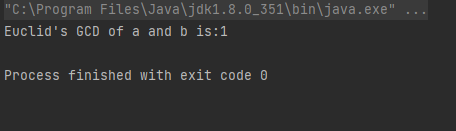 "C:\Program Files\Java\jdk1.8.0_351\bin\java.exe" ...
Euclid's GCD of a and b is:1
Process finished with exit code 0